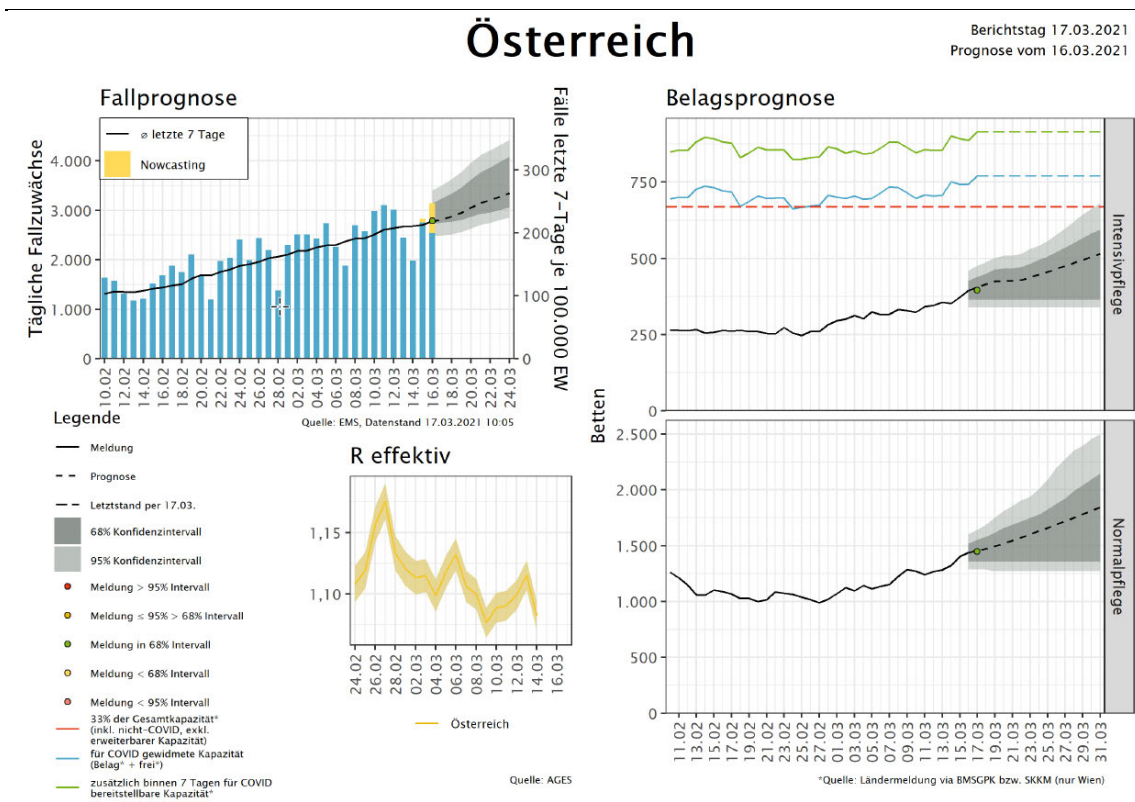 Österreich
Berichtstag 17.03.2021
Prognose vom 16.03.2021
Fallprognose
ø letzte 7 Tage
Nowcasting
Tägliche Fallzuwächse
4.000
3.000
2.000
1.000
0
Fälle letzte 7-Tage je 100.000 EW
300
200
100
0
10.02
12.02
14.02
16.02
18.02
20.02
22.02
24.02
26.02
28.02
02.03
04.03
06.03
08.03
10.03
12.03
14.03
16.03
18.03
20.03
22.03
24.03
Quelle: EMS, Datenstand 17.03.2021 10:05
Legende
Meldung
Prognose
Letztstand per 17.03.
68% Konfidenzintervall
95% Konfidenzintervall
Meldung > 95% Intervall
Meldung ≤ 95% > 68% Intervall
Meldung in 68% Intervall
Meldung < 68% Intervall
Meldung < 95% Intervall
33% der Gesamtkapazität*
(inkl. nicht-COVID, exkl.
erweiterbarer Kapazität)
für COVID gewidmete Kapazität
(Belag* + frei*)
zusätzlich binnen 7 Tagen für COVID
bereitstellbare Kapazität*
R effektiv
1,15
1,10
24.02
26.02
28.02
02.03
04.03
06.03
08.03
10.03
12.03
14.03
16.03
Österreich
Quelle: AGES
Belagsprognose
Betten
750
500
250
0
Intensivpflege
2.500
2.000
1.500
1.000
500
0
Normalpflege
11.02
13.02
15.02
17.02
19.02
21.02
23.02
25.02
27.02
01.03
03.03
05.03
07.03
09.03
11.03
13.03
15.03
17.03
19.03
21.03
23.03
25.03
27.03
29.03
31.03
*Quelle: Ländermeldung via BMSGPK bzw. SKKM (nur Wien)